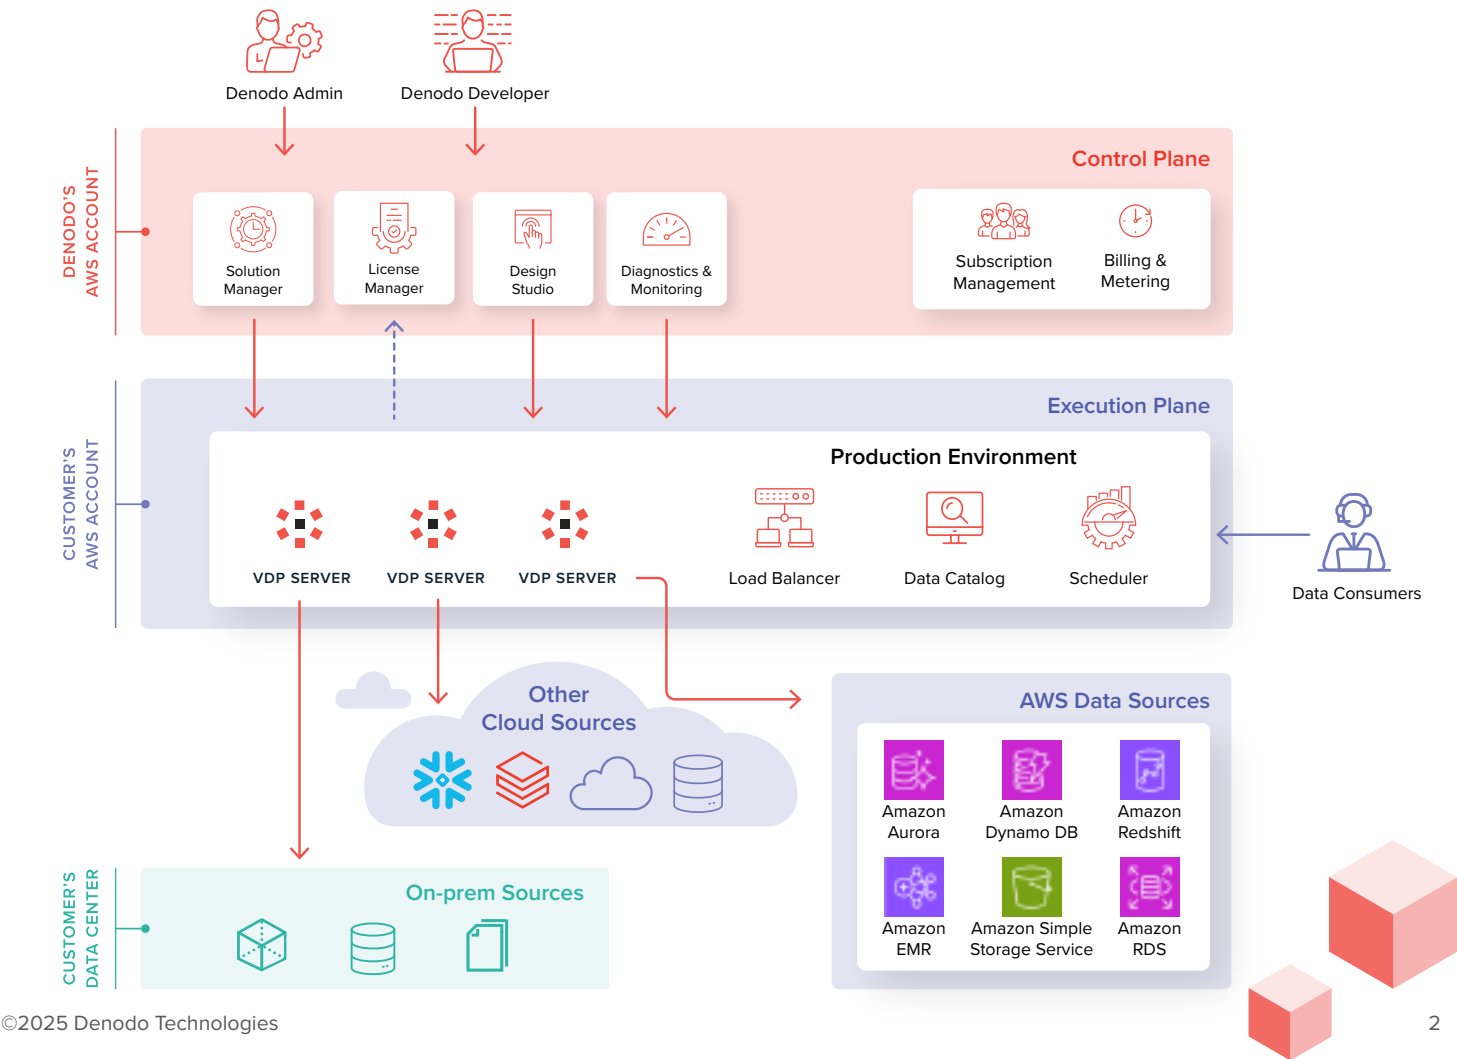 Denodo Admin
Denodo Developer
DENODO'S
AWS ACCOUNT
Control Plane
Solution
Manager
License
Manager
Design
Studio
Diagnostics &
Monitoring
Subscription
Management
Billing &
Metering
CUSTOMER'S
AWS ACCOUNT
Execution Plane
Production Environment
VDP SERVER
VDP SERVER
VDP SERVER
Load Balancer
Data Catalog
Scheduler
Data Consumers
Other
Cloud Sources
AWS Data Sources
Amazon
Aurora
Amazon
Dynamo DB
Amazon
Redshift
Amazon
EMR
Amazon Simple
Storage Service
Amazon
RDS
CUSTOMER'S
DATA CENTER
On-prem Sources
©2025 Denodo Technologies
2